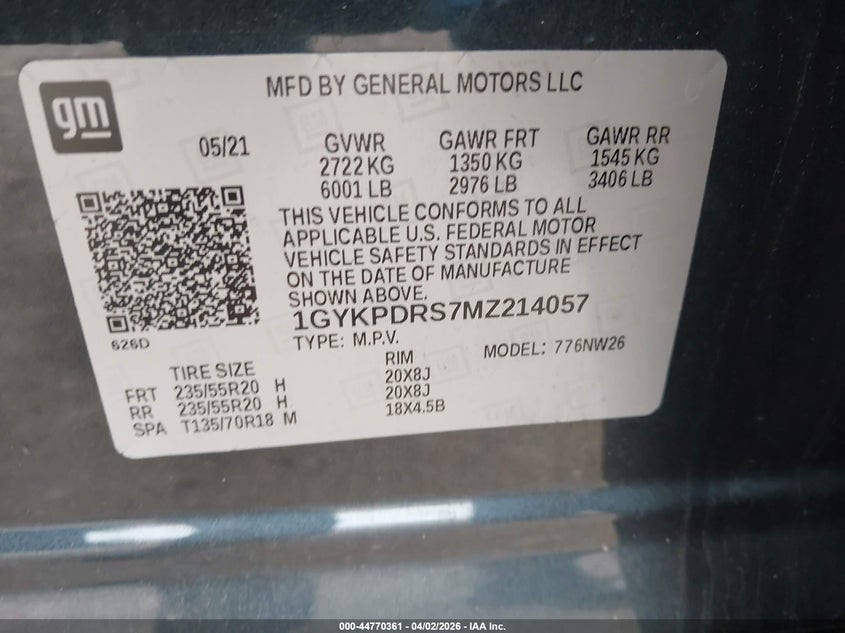 MFD BY GENERAL MOTORS LLC
gm
05/21
GVWR GAWR FRT GAWR RR
2722 KG 1350 KG 1545 KG
6001 LB 2976 LB 3406 LB
THIS VEHICLE CONFORMS TO ALL
APPLICABLE U.S. FEDERAL MOTOR
VEHICLE SAFETY STANDARDS IN EFFECT
ON THE DATE OF MANUFACTURE
SHOWN ABOVE.
1GYKPDRS7MZ214057
626D
TYPE: M.P.V. MODEL: 776NW26
TIRE SIZE RIM
FRT 235/55R20 H 20X8J
RR 235/55R20 H 20X8J
SPA T135/70R18 M 18X4.5B
000-44770361 - 04/02/2026 - IAA Inc.